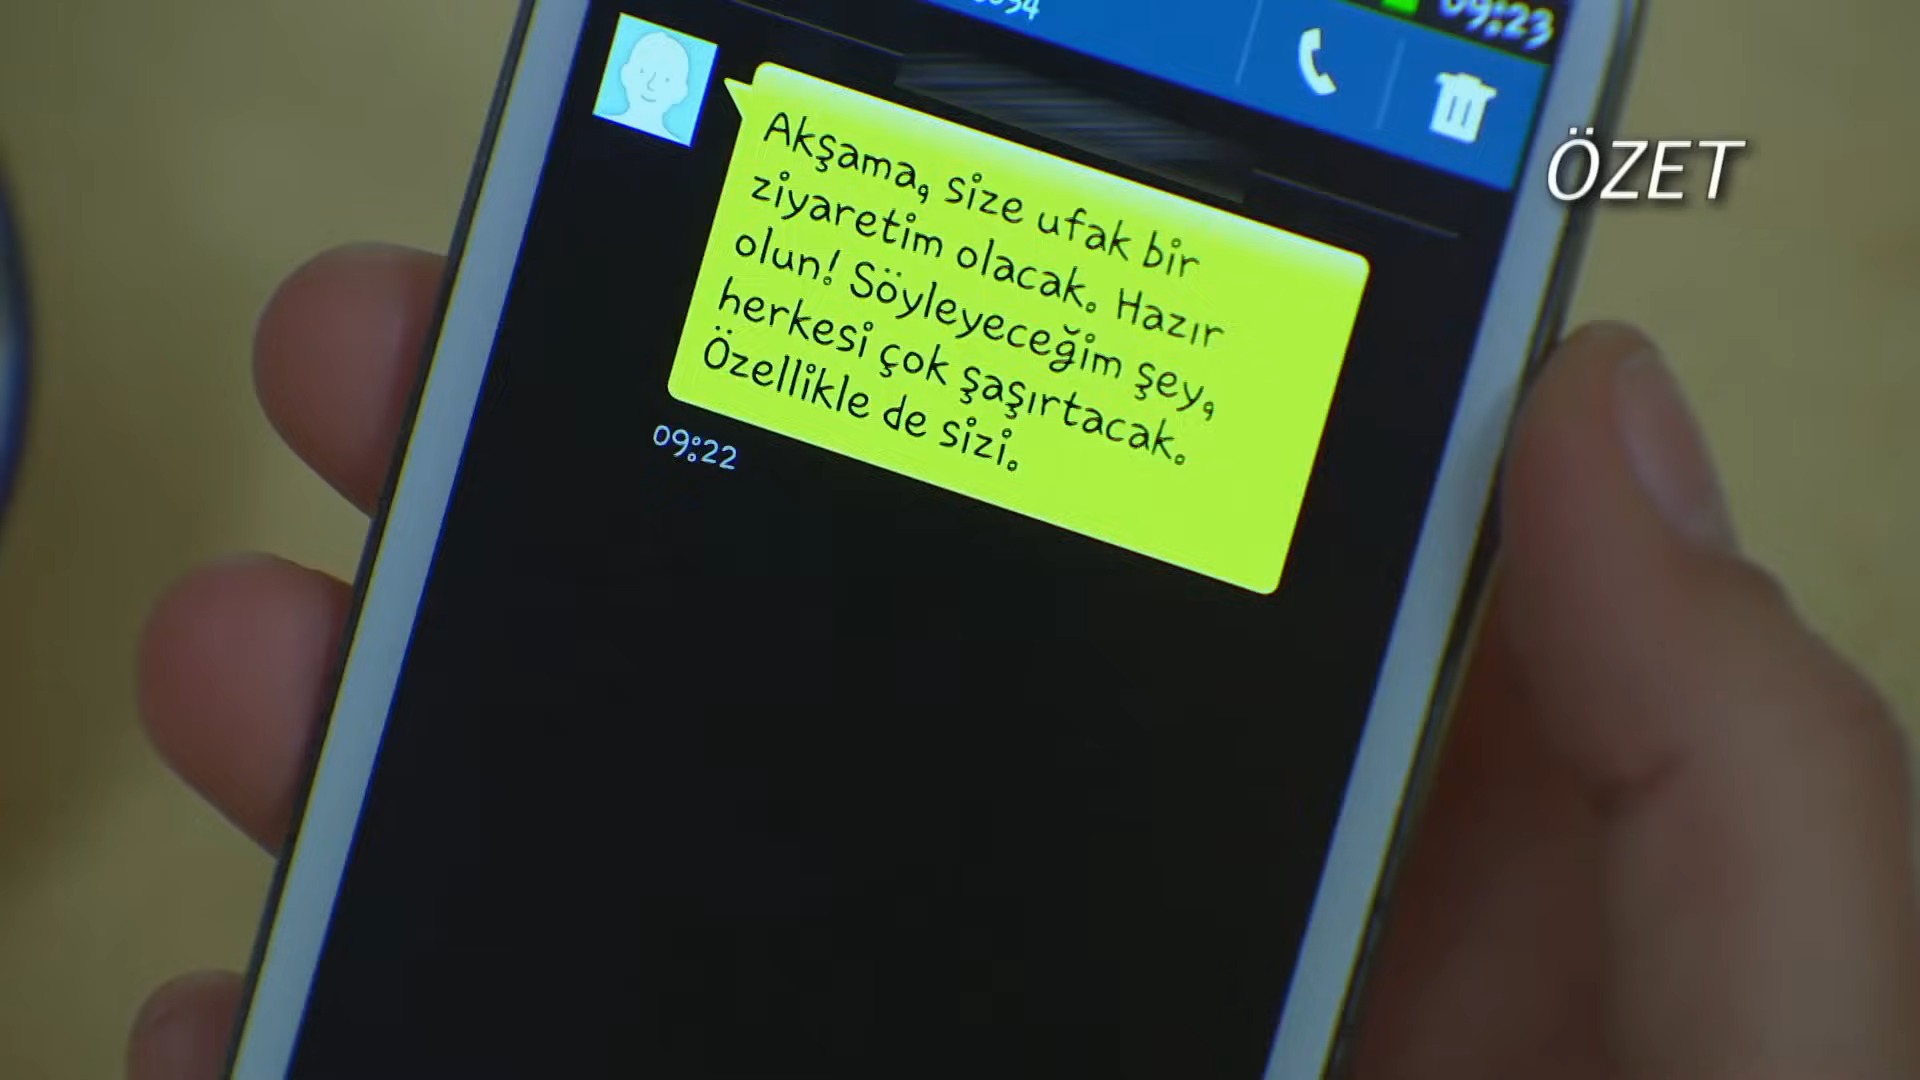 09:23
Akşama, size ufak bir
ziyaretim olacak. Hazır
olun! Söyleyeceğim şey,
herkesi çok şaşırtacak.
Özellikle de sizi.
09:22
ÖZET